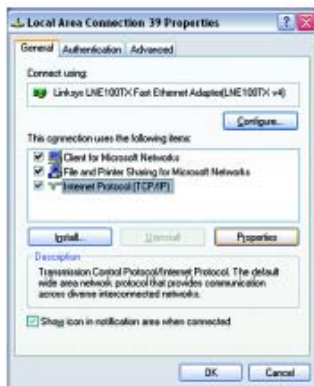 Local Area Connection 39 Properties
General Authentication Advanced
Connect using:
Linksys LNE100TX Fast Ethernet Adapter(LNE100TX v4)
Configure...
This connection uses the following items:
Client for Microsoft Networks
File and Printer Sharing for Microsoft Networks
Internet Protocol (TCP/IP)
Install... Uninstall Properties
Description
Transmission Control Protocol/Internet Protocol. The default
wide area network protocol that provides communication
across diverse interconnected networks.
Show icon in notification area when connected
OK Cancel